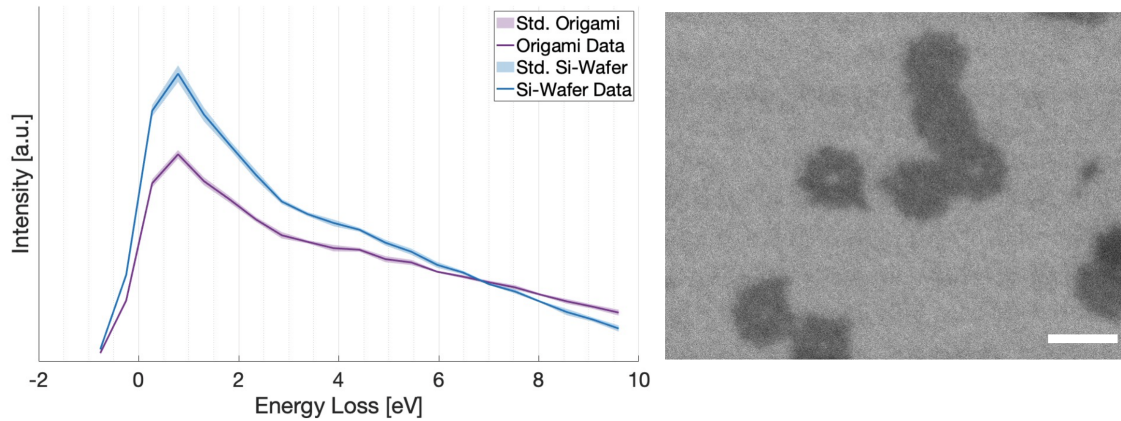 Std. Origami
Origami Data
Std. Si-Wafer
Si-Wafer Data
Intensity [a.u.]
-2 0 2 4 6 8 10
Energy Loss [eV]